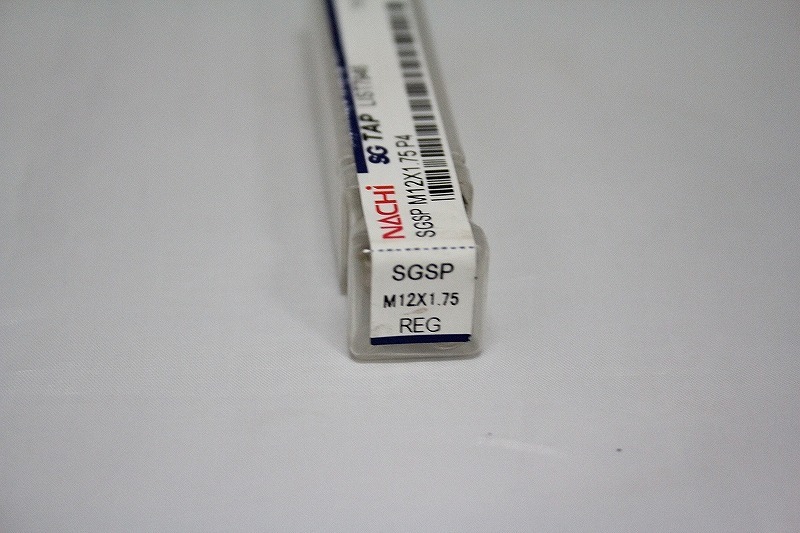 SG TAP
NACHi
SGSP M12X1.75 P4
SGSP
M12X1.75
REG